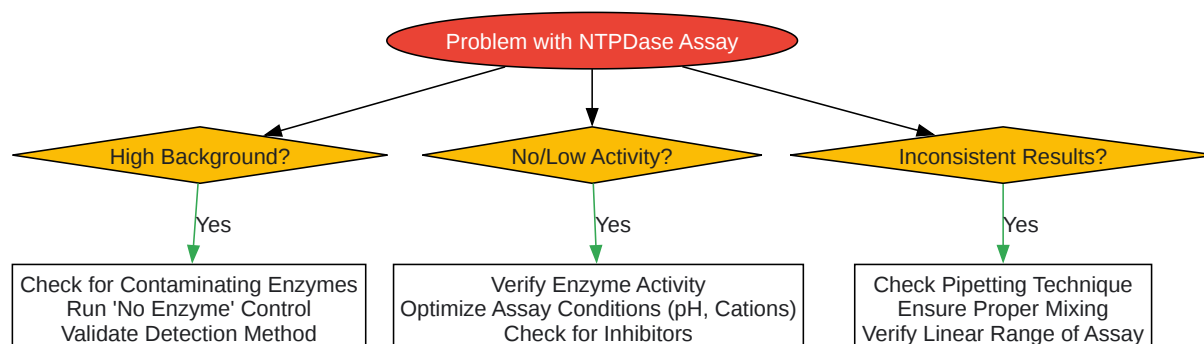 Problem with NTPDase Assay
High Background?
No/Low Activity?
Inconsistent Results?
Yes
Yes
Yes
Check for Contaminating Enzymes
Run 'No Enzyme' Control
Validate Detection Method
Verify Enzyme Activity
Optimize Assay Conditions (pH, Cations)
Check for Inhibitors
Check Pipetting Technique
Ensure Proper Mixing
Verify Linear Range of Assay